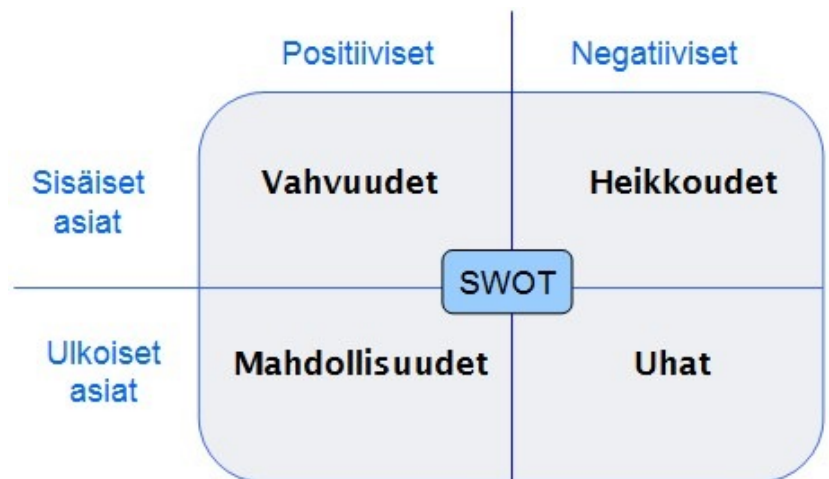 Positiiviset
Negatiiviset
Sisäiset
asiat
Vahvuudet
Heikkoudet
SWOT
Ulkoiset
asiat
Mahdollisuudet
Uhat